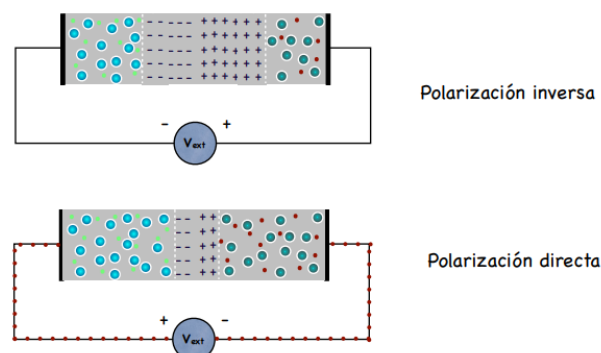 Polarización inversa
− +
Vext
Polarización directa
+ −
Vext